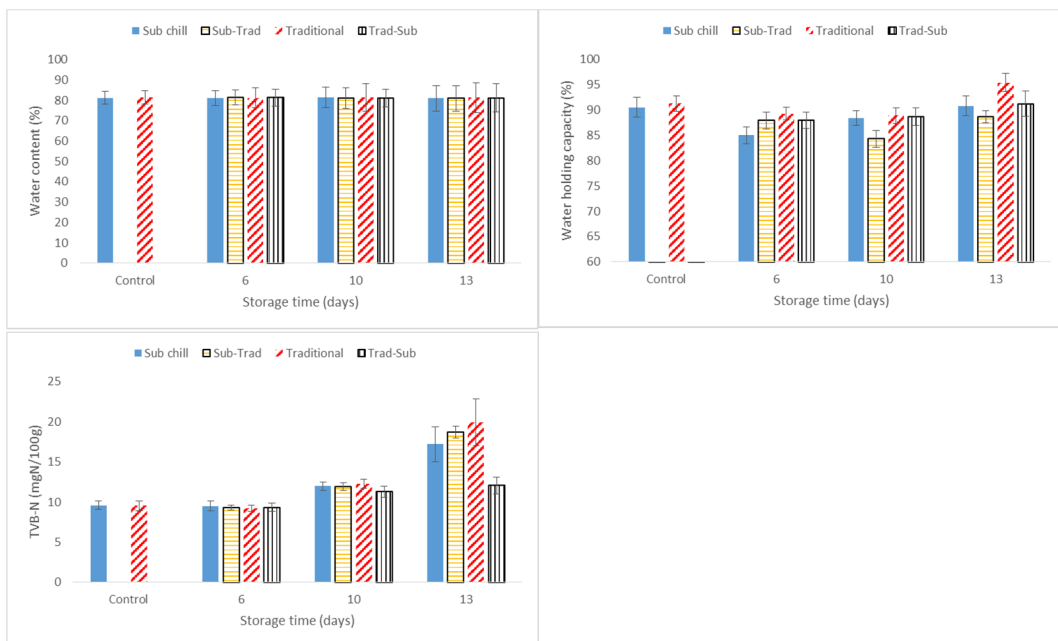 Sub chill Sub-Trad Traditional Trad-Sub
100
90
80
70
60
50
40
30
20
10
0
Water content (%)
Control 6 10 13
Storage time (days)
Sub chill Sub-Trad Traditional Trad-Sub
100
95
90
85
80
75
70
65
60
Water holding capacity (%)
Control 6 10 13
Storage time (days)
Sub chill Sub-Trad Traditional Trad-Sub
25
20
15
10
5
0
TVB-N (mgN/100g)
Control 6 10 13
Storage time (days)